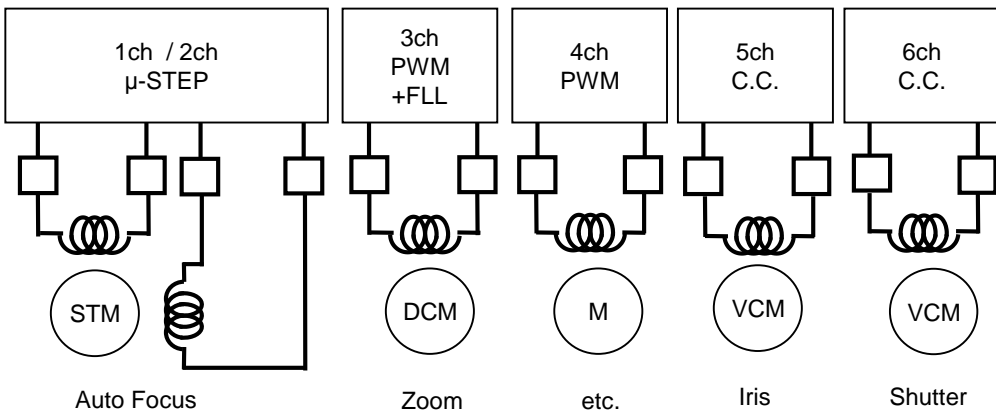 1ch / 2ch
µ-STEP
3ch
PWM
+FLL
4ch
PWM
5ch
C.C.
6ch
C.C.
STM
DCM
M
VCM
VCM
Auto Focus
Zoom
etc.
Iris
Shutter